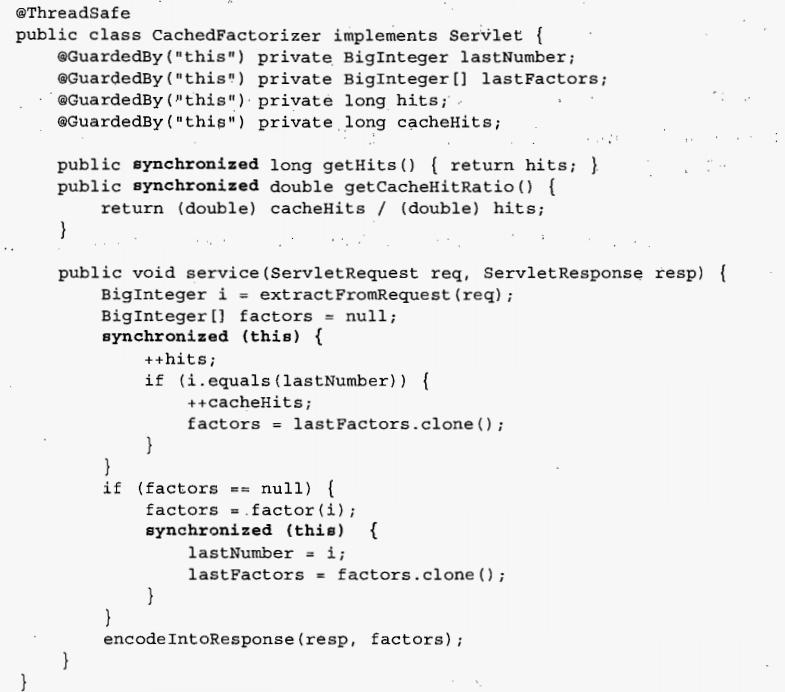 @ThreadSafe
public class CachedFactorizer implements Servlet {
    @GuardedBy("this") private BigInteger lastNumber;
    @GuardedBy("this") private BigInteger[] lastFactors;
    @GuardedBy("this") private long hits;
    @GuardedBy("this") private long cacheHits;

    public synchronized long getHits() { return hits; }
    public synchronized double getCacheHitRatio() {
        return (double) cacheHits / (double) hits;
    }

    public void service(ServletRequest req, ServletResponse resp) {
        BigInteger i = extractFromRequest(req);
        BigInteger[] factors = null;
        synchronized (this) {
            ++hits;
            if (i.equals(lastNumber)) {
                ++cacheHits;
                factors = lastFactors.clone();
            }
        }
        if (factors == null) {
            factors = factor(i);
            synchronized (this)  {
                lastNumber = i;
                lastFactors = factors.clone();
            }
        }
        encodeIntoResponse(resp, factors);
    }
}